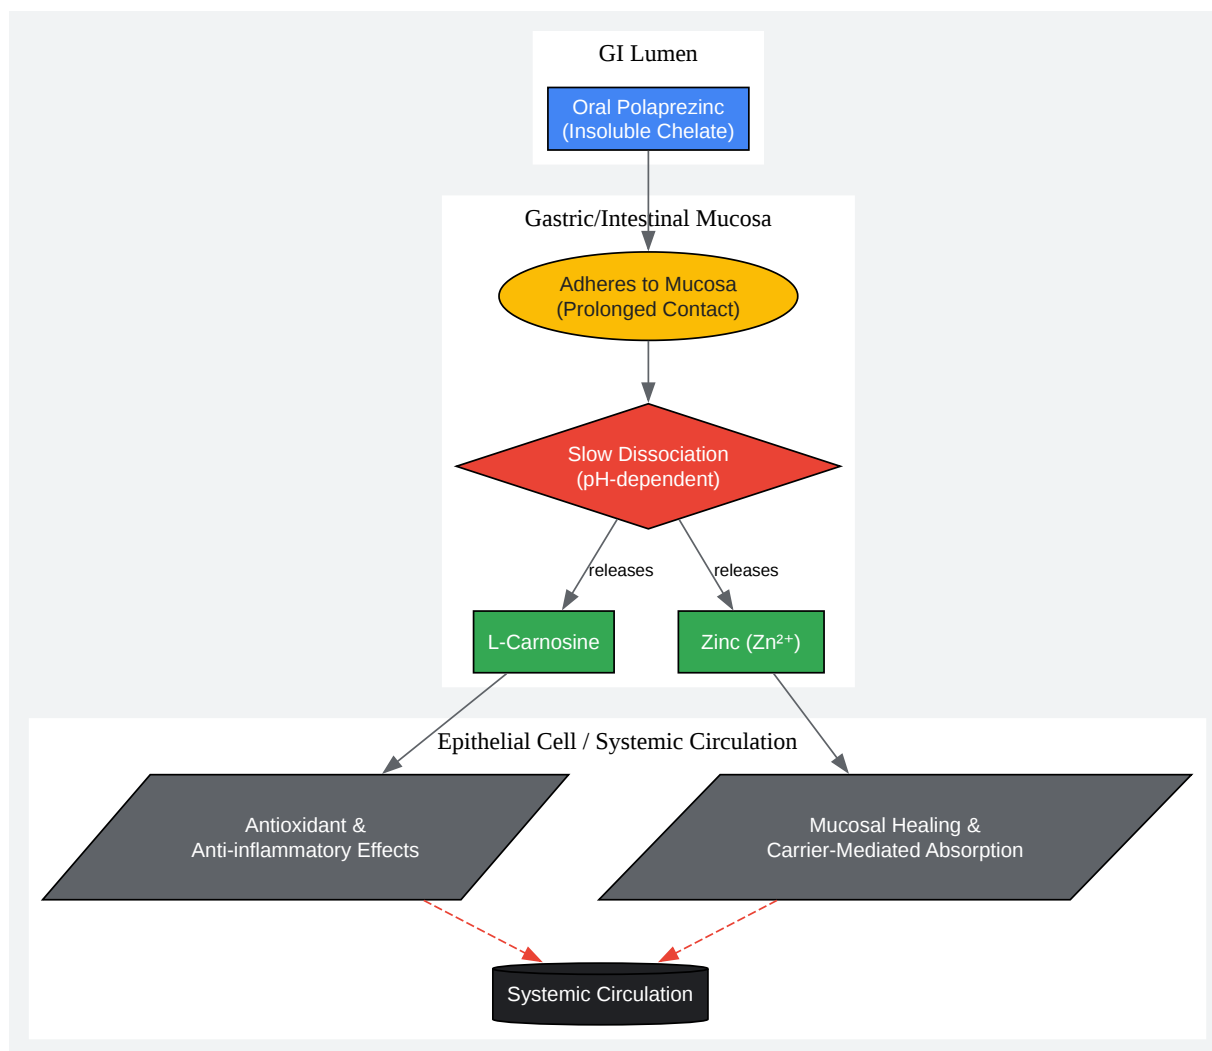 GI Lumen
Oral Polaprezinc
(Insoluble Chelate)
Gastric/Intestinal Mucosa
Adheres to Mucosa
(Prolonged Contact)
Slow Dissociation
(pH-dependent)
releases
releases
L-Carnosine
Zinc (Zn²⁺)
Epithelial Cell / Systemic Circulation
Antioxidant &
Anti-inflammatory Effects
Mucosal Healing &
Carrier-Mediated Absorption
Systemic Circulation